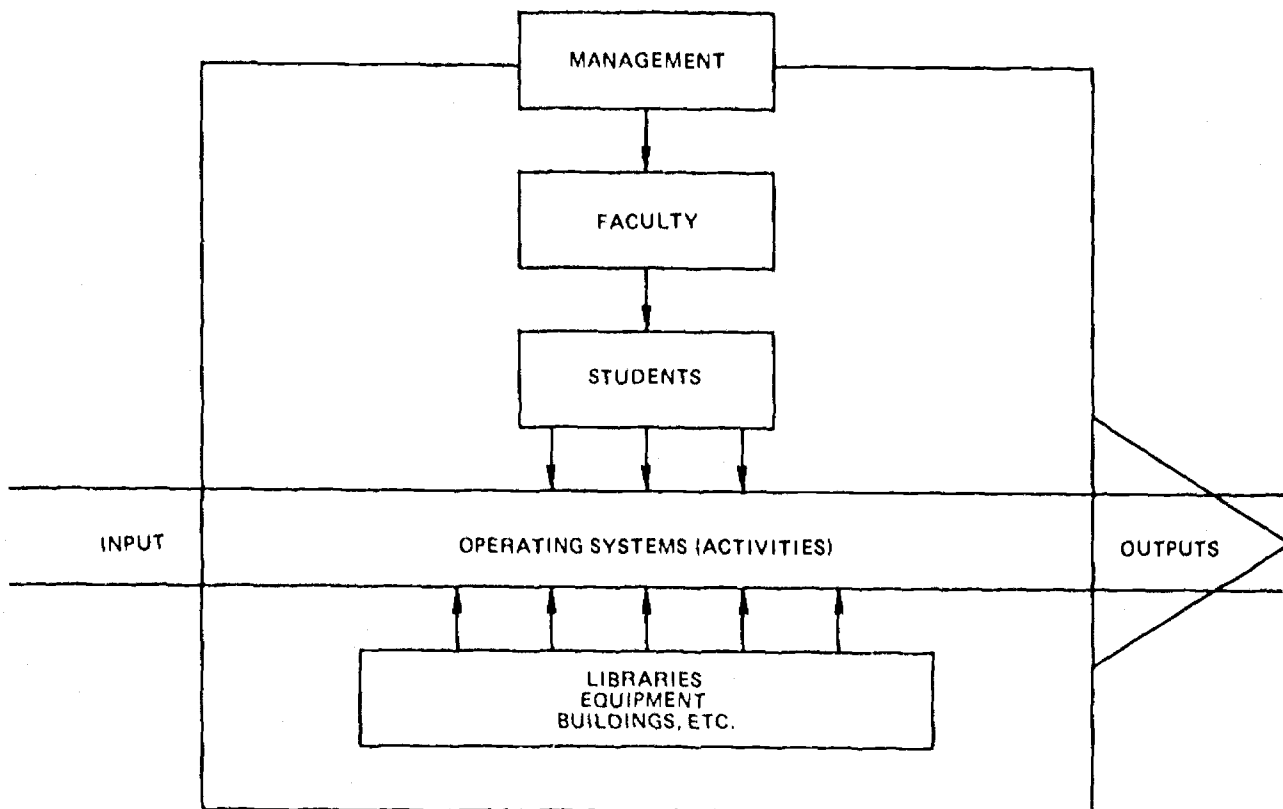 MANAGEMENT
FACULTY
STUDENTS
INPUT
OPERATING SYSTEMS (ACTIVITIES)
OUTPUTS
LIBRARIES
EQUIPMENT
BUILDINGS, ETC.